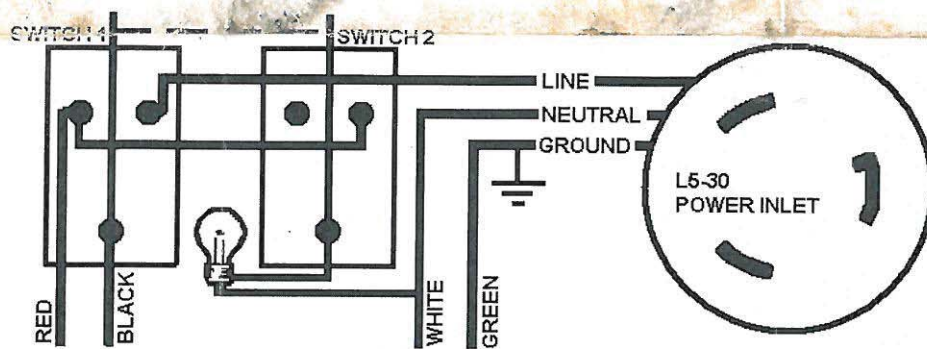 SWITCH 1
SWITCH 2
LINE
NEUTRAL
GROUND
L5-30
POWER INLET
RED
BLACK
WHITE
GREEN